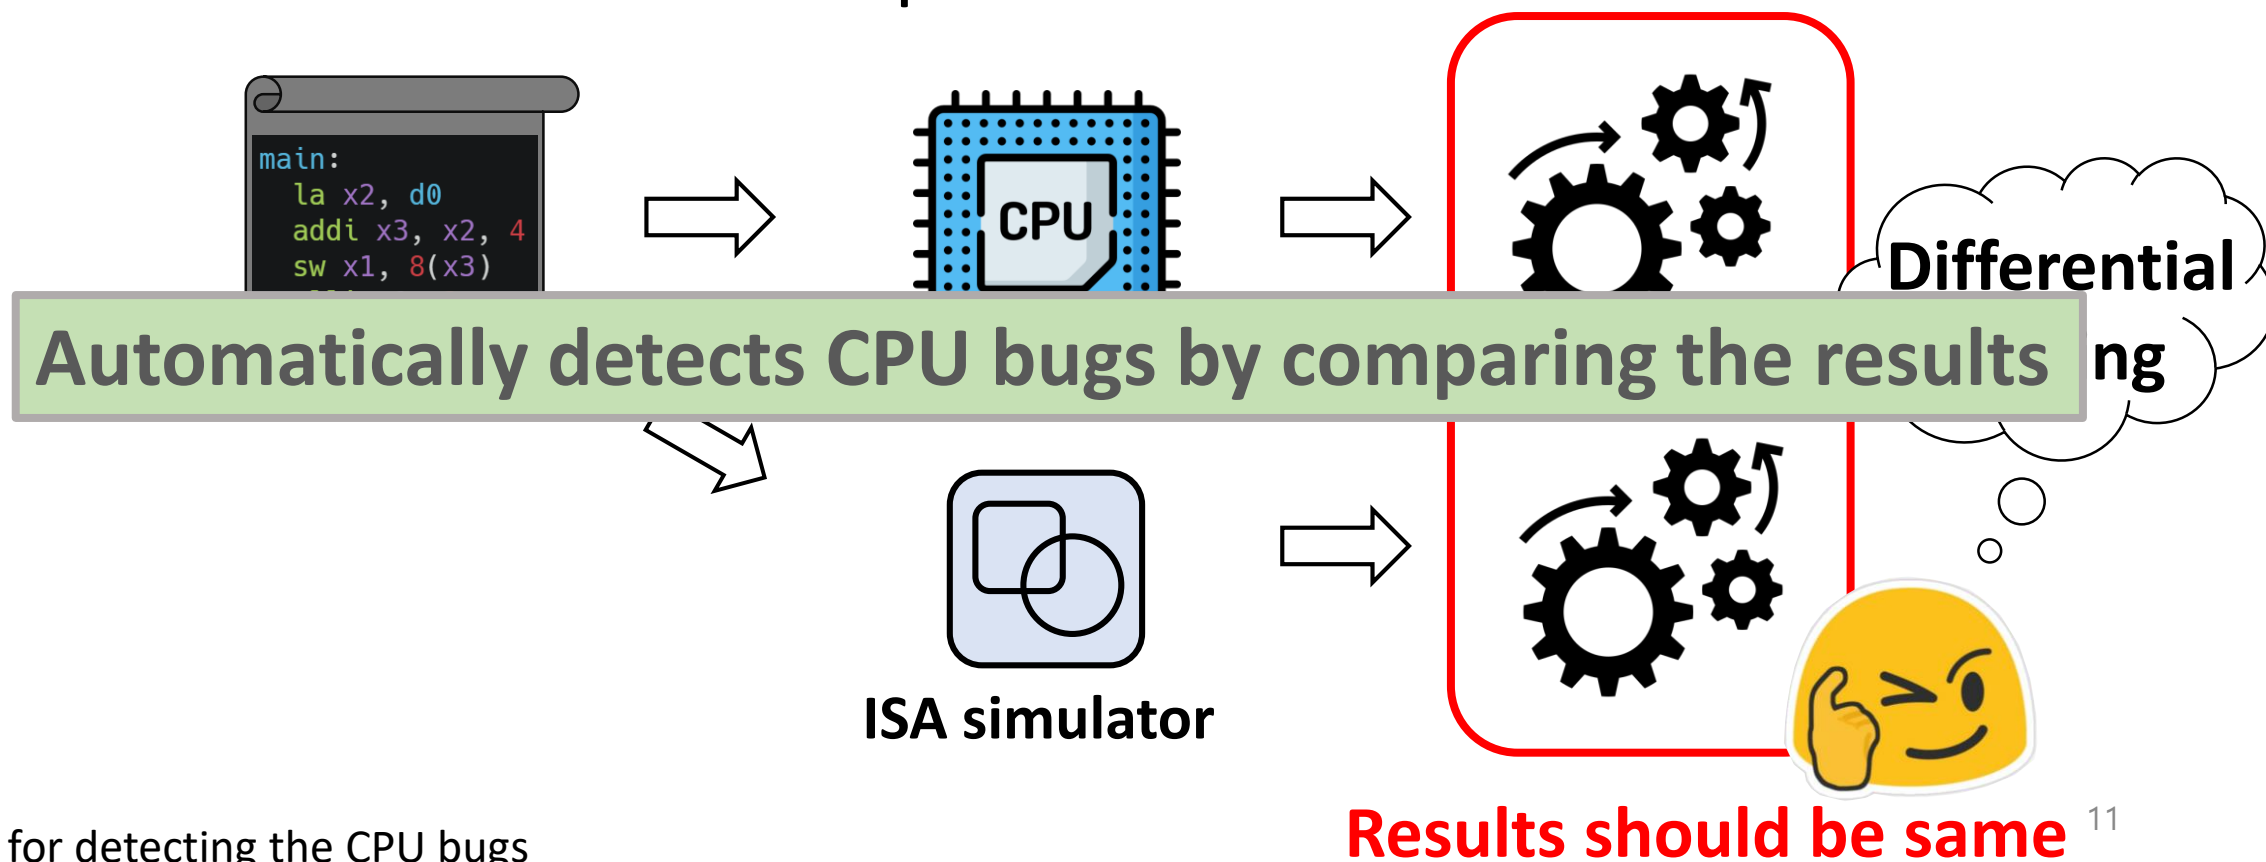 main:
la x2, d0
addi x3, x2, 4
sw x1, 8(x3)
CPU
Differential
ng
Automatically detects CPU bugs by comparing the results
ISA simulator
Results should be same
11
for detecting the CPU bugs